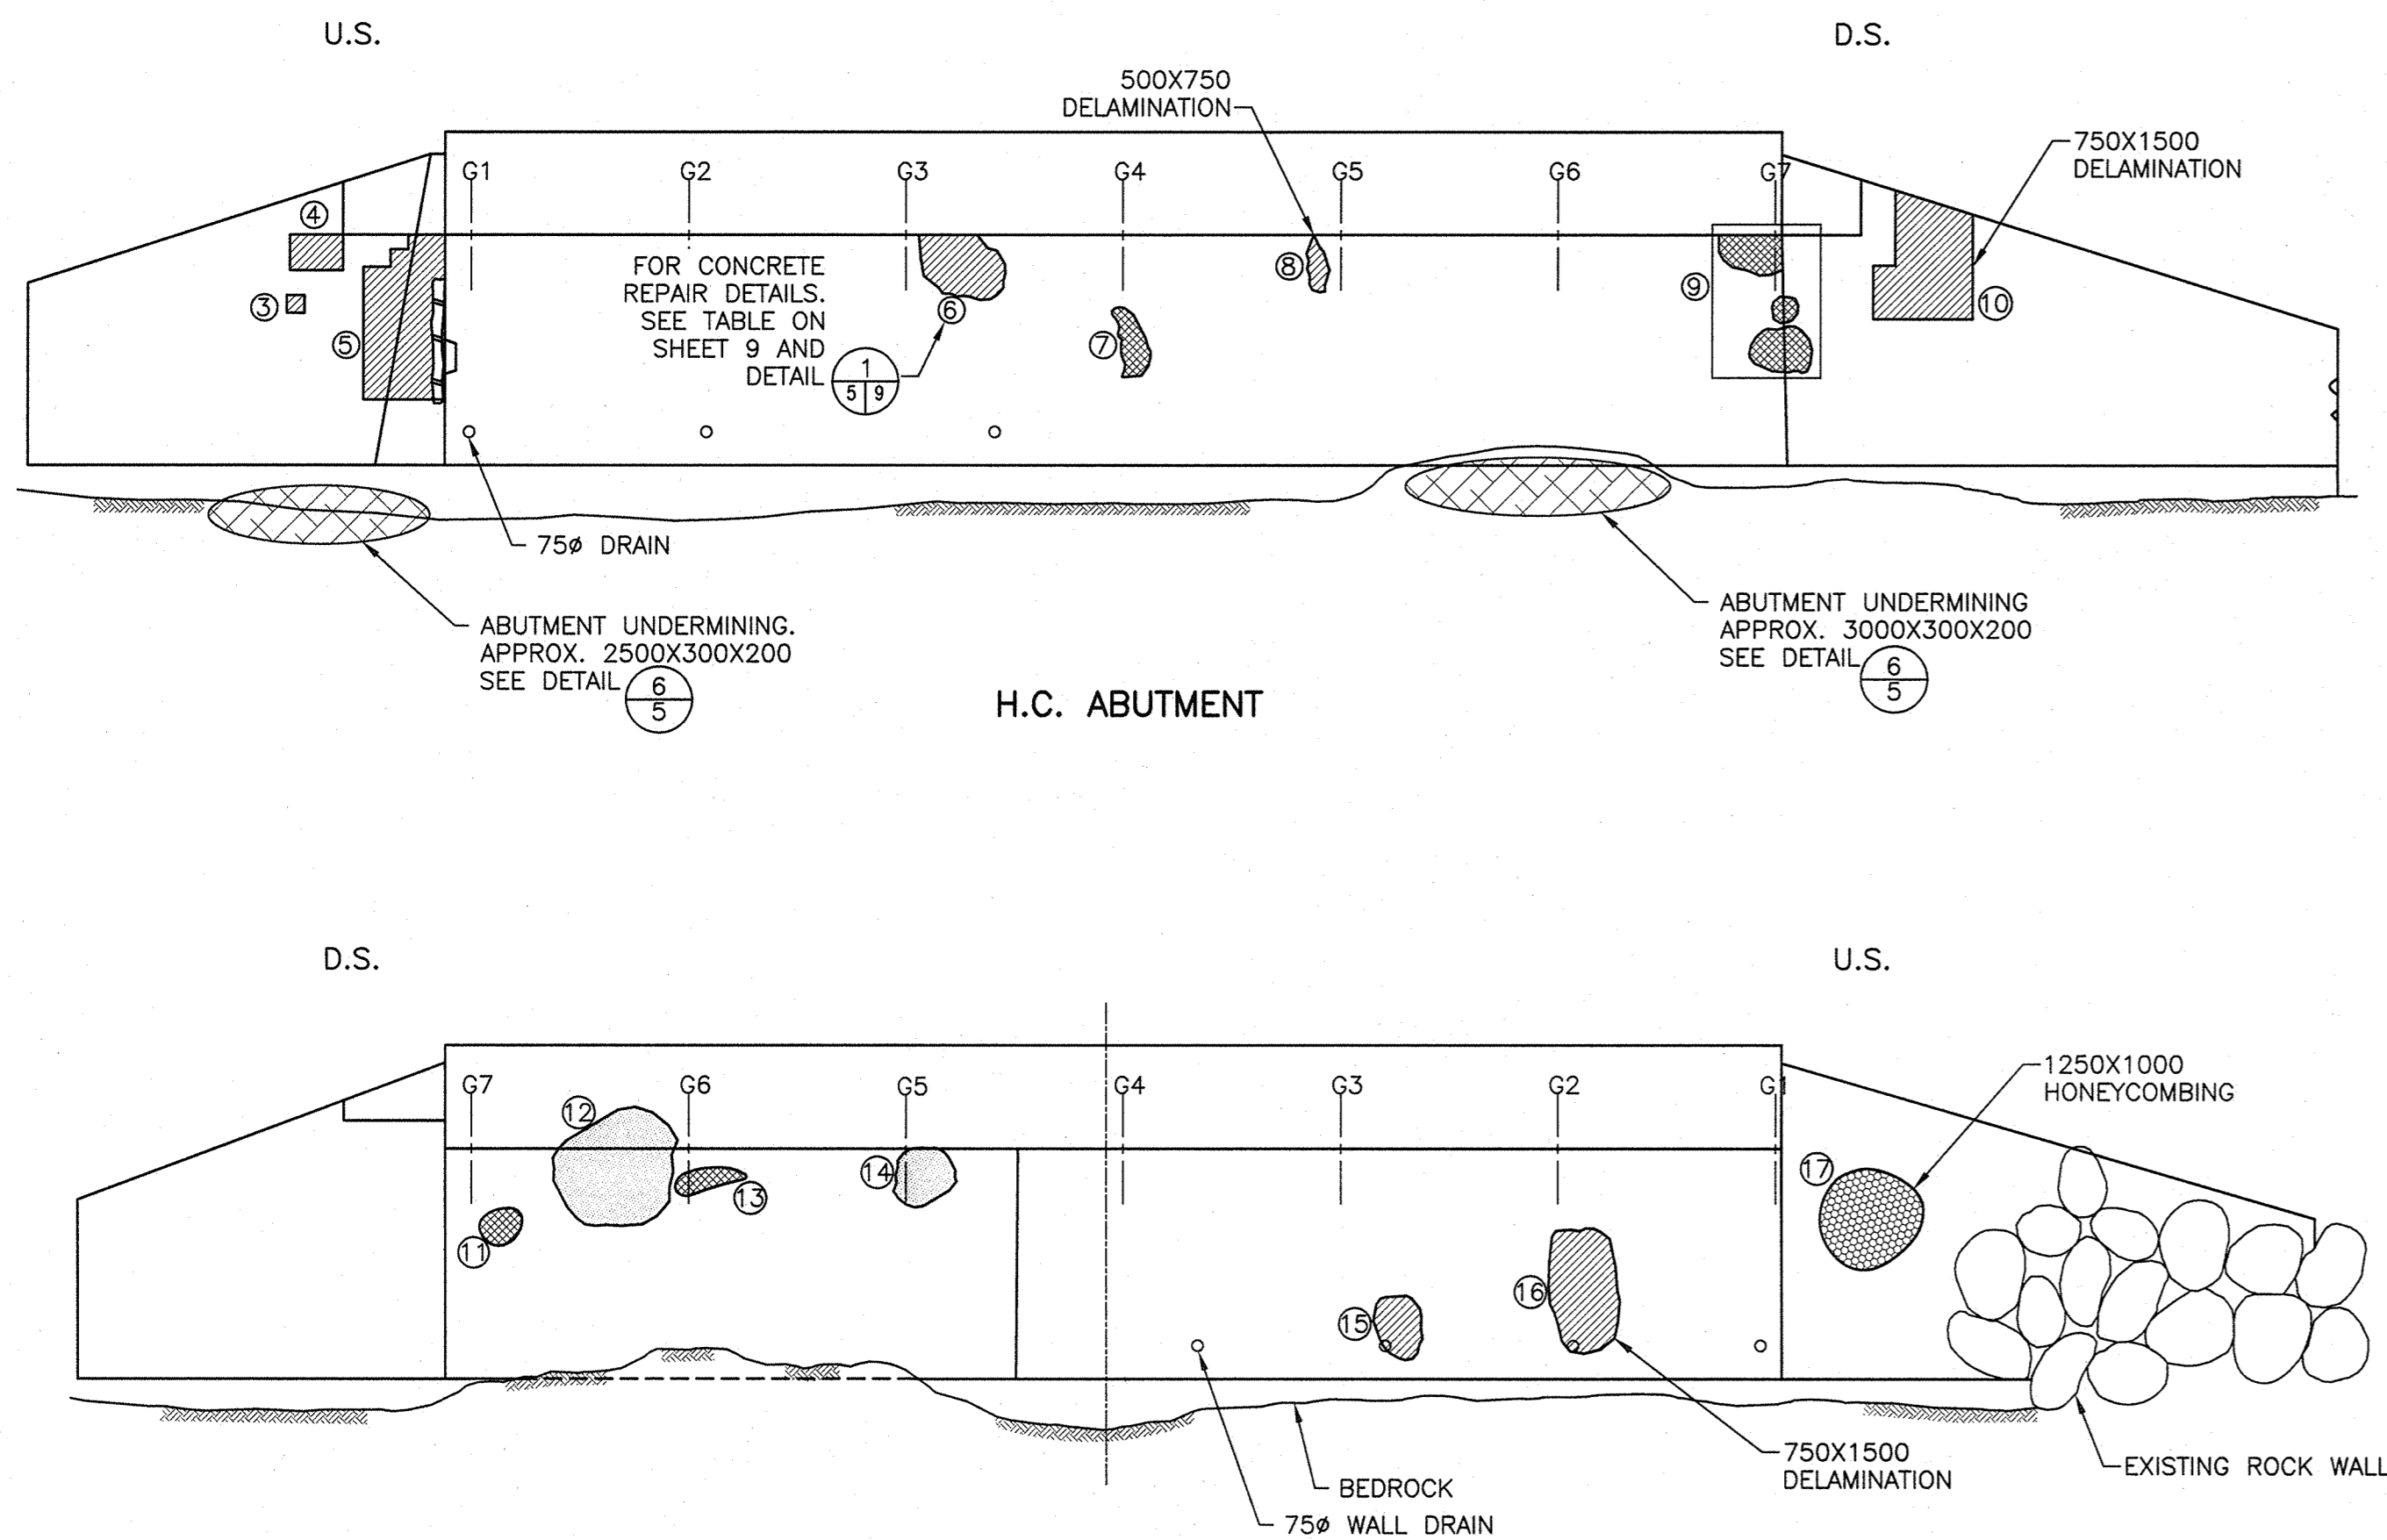 U.S.
D.S.
500X750
DELAMINATION
750X1500
DELAMINATION
G1
G2
G3
G4
G5
G6
G7
4
3
5
FOR CONCRETE
REPAIR DETAILS.
SEE TABLE ON
SHEET 9 AND
DETAIL
1
5 9
6
7
8
9
10
75ø DRAIN
ABUTMENT UNDERMINING.
APPROX. 2500X300X200
SEE DETAIL
6
5
ABUTMENT UNDERMINING
APPROX. 3000X300X200
SEE DETAIL
6
5
H.C. ABUTMENT
D.S.
U.S.
G7
G6
G5
G4
G3
G2
G1
1250X1000
HONEYCOMBING
12
14
13
11
17
16
15
750X1500
DELAMINATION
EXISTING ROCK WALL
BEDROCK
75ø WALL DRAIN